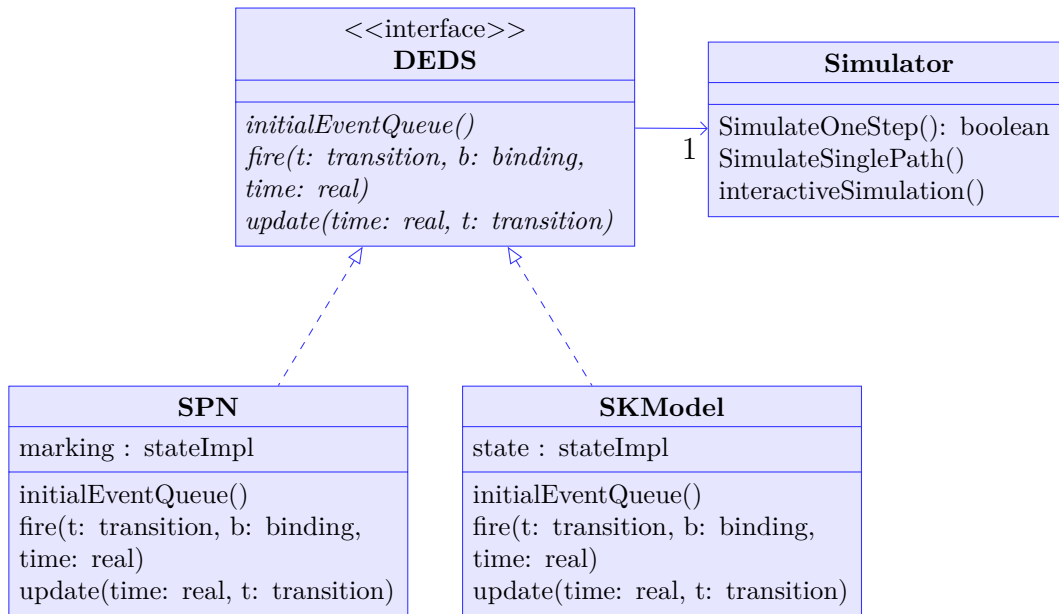 <<interface>>
DEDS
initialEventQueue()
fire(t: transition, b: binding,
time: real)
update(time: real, t: transition)
1
Simulator
SimulateOneStep(): boolean
SimulateSinglePath()
interactiveSimulation()
SPN
marking : stateImpl
initialEventQueue()
fire(t: transition, b: binding,
time: real)
update(time: real, t: transition)
SKModel
state : stateImpl
initialEventQueue()
fire(t: transition, b: binding,
time: real)
update(time: real, t: transition)